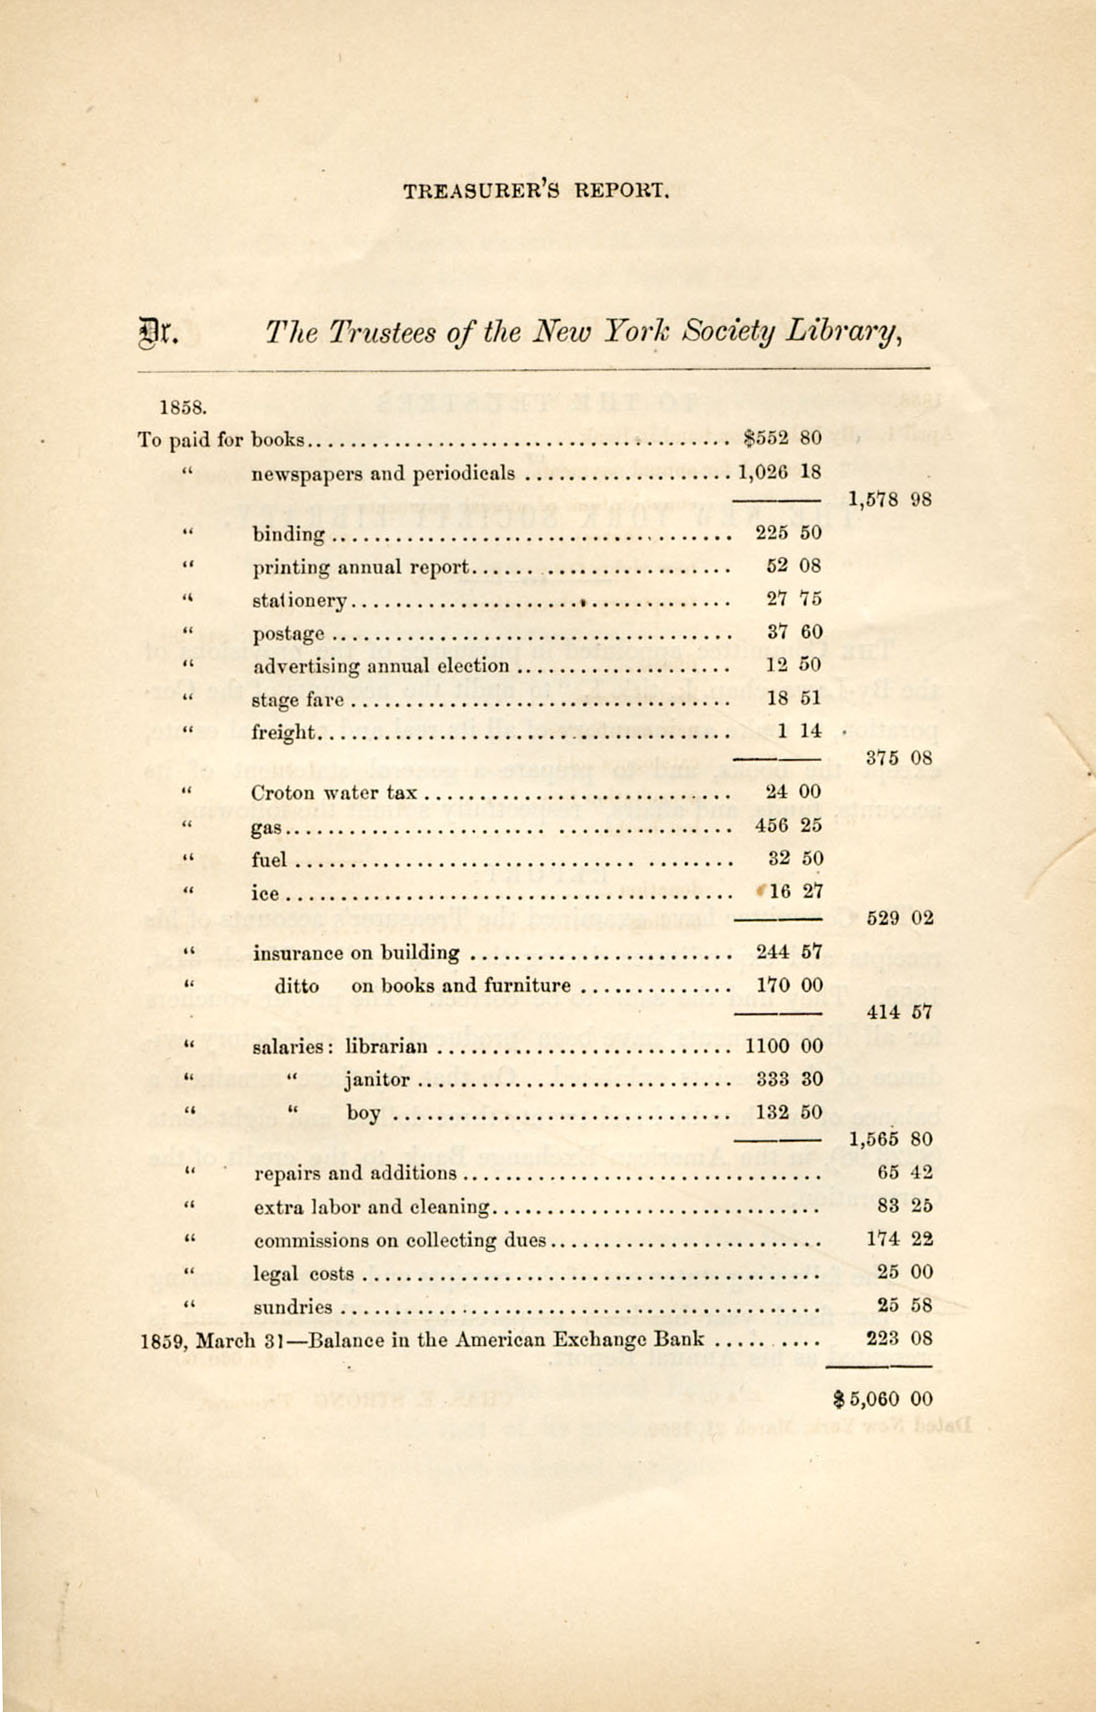 TREASURER'S REPORT.
Dr. The Trustees of the New York Society Library,
1858.
To paid for books........................................ $552 80
“ newspapers and periodicals ................... 1,026 18
1,578 98
“ binding ..................................... 225 50
“ printing annual report........................ 52 08
“ stationery................................... 27 75
“ postage ..................................... 37 60
“ advertising annual election .................... 12 50
“ stage fare ................................... 18 51
“ freight...................................... 1 14
375 08
“ Croton water tax ............................ 24 00
“ gas......................................... 456 25
“ fuel ........................................ 32 50
“ ice......................................... 16 27
529 02
“ insurance on building ........................ 244 57
“ ditto on books and furniture .............. 170 00
414 57
“ salaries: librarian ........................... 1100 00
“ “ janitor ............................. 333 30
“ “ boy ............................... 132 50
1,565 80
“ repairs and additions ................................. 65 42
“ extra labor and cleaning.............................. 83 25
“ commissions on collecting dues......................... 174 22
“ legal costs .......................................... 25 00
“ sundries ............................................ 25 58
1859, March 31—Balance in the American Exchange Bank .......... 223 08
$5,060 00